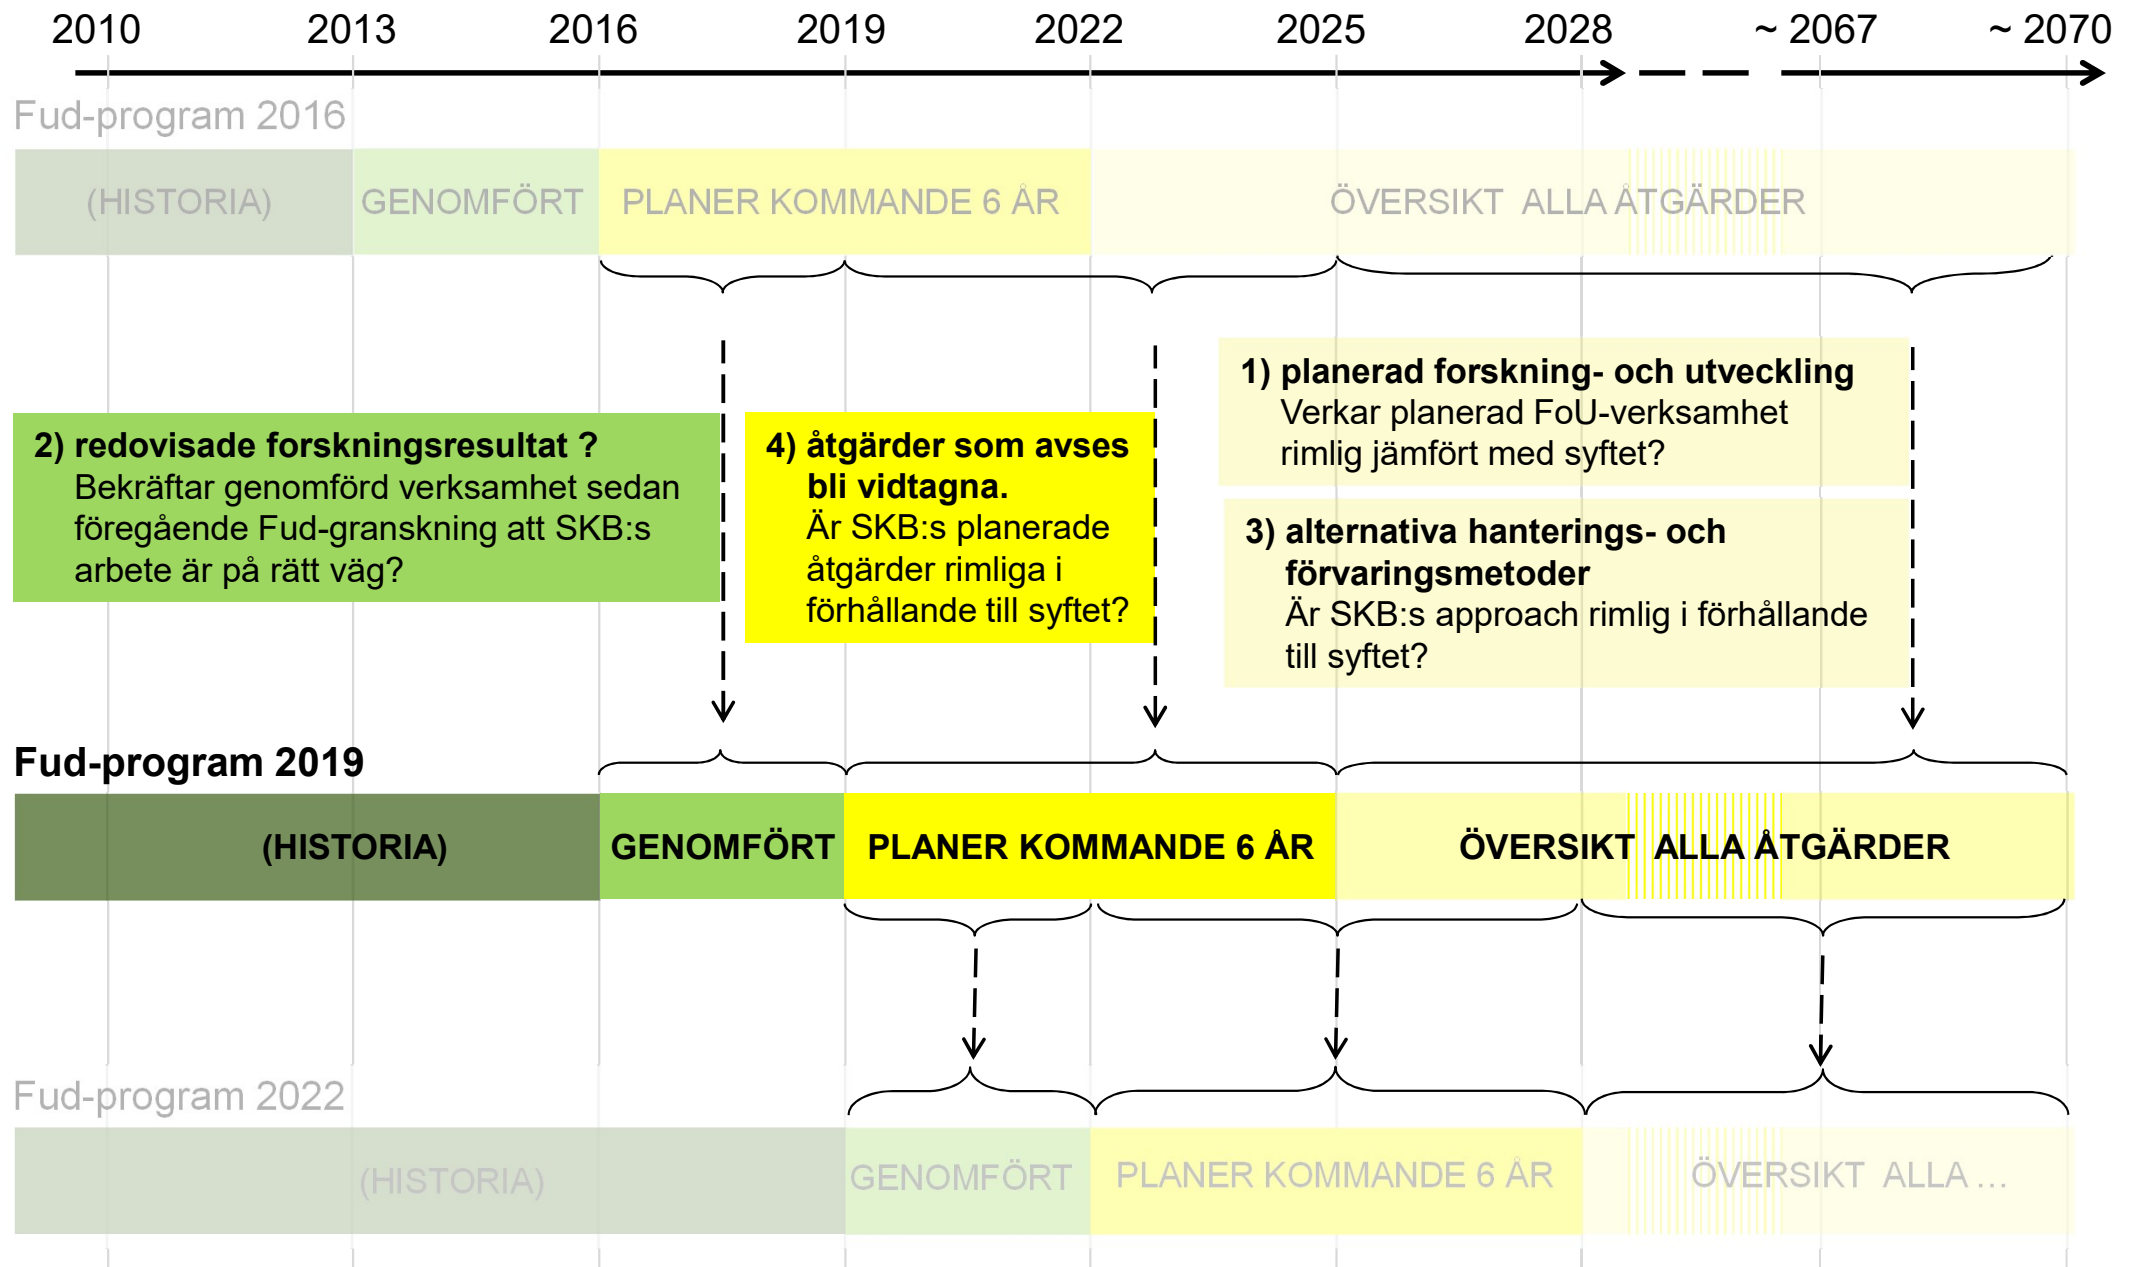 2010 2013 2016 2019 2022 2025 2028 ~ 2067 ~ 2070
Fud-program 2016
(HISTORIA) GENOMFÖRT PLANER KOMMANDE 6 ÅR ÖVERSIKT ALLA ÅTGÄRDER
2) redovisade forskningsresultat ?
Bekräftar genomförd verksamhet sedan
föregående Fud-granskning att SKB:s
arbete är på rätt väg?
4) åtgärder som avses
bli vidtagna.
Är SKB:s planerade
åtgärder rimliga i
förhållande till syftet?
1) planerad forskning- och utveckling
Verkar planerad FoU-verksamhet
rimlig jämfört med syftet?
3) alternativa hanterings- och
förvaringsmetoder
Är SKB:s approach rimlig i förhållande
till syftet?
Fud-program 2019
(HISTORIA) GENOMFÖRT PLANER KOMMANDE 6 ÅR ÖVERSIKT ALLA ÅTGÄRDER
Fud-program 2022
(HISTORIA) GENOMFÖRT PLANER KOMMANDE 6 ÅR ÖVERSIKT ALLA ...